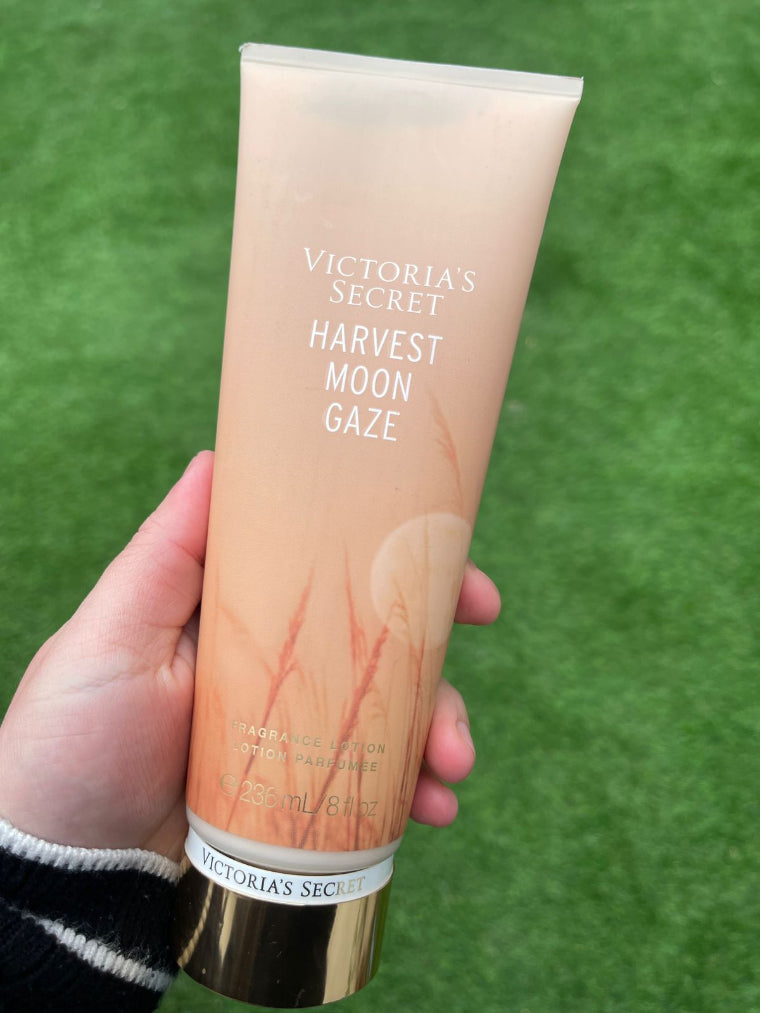 VICTORIA'S
SECRET
HARVEST
MOON
GAZE
FRAGRANCE LOTION
LOTION PARFUMÉE
℮ 236 mL/8 fl oz
VICTORIA'S SECRET